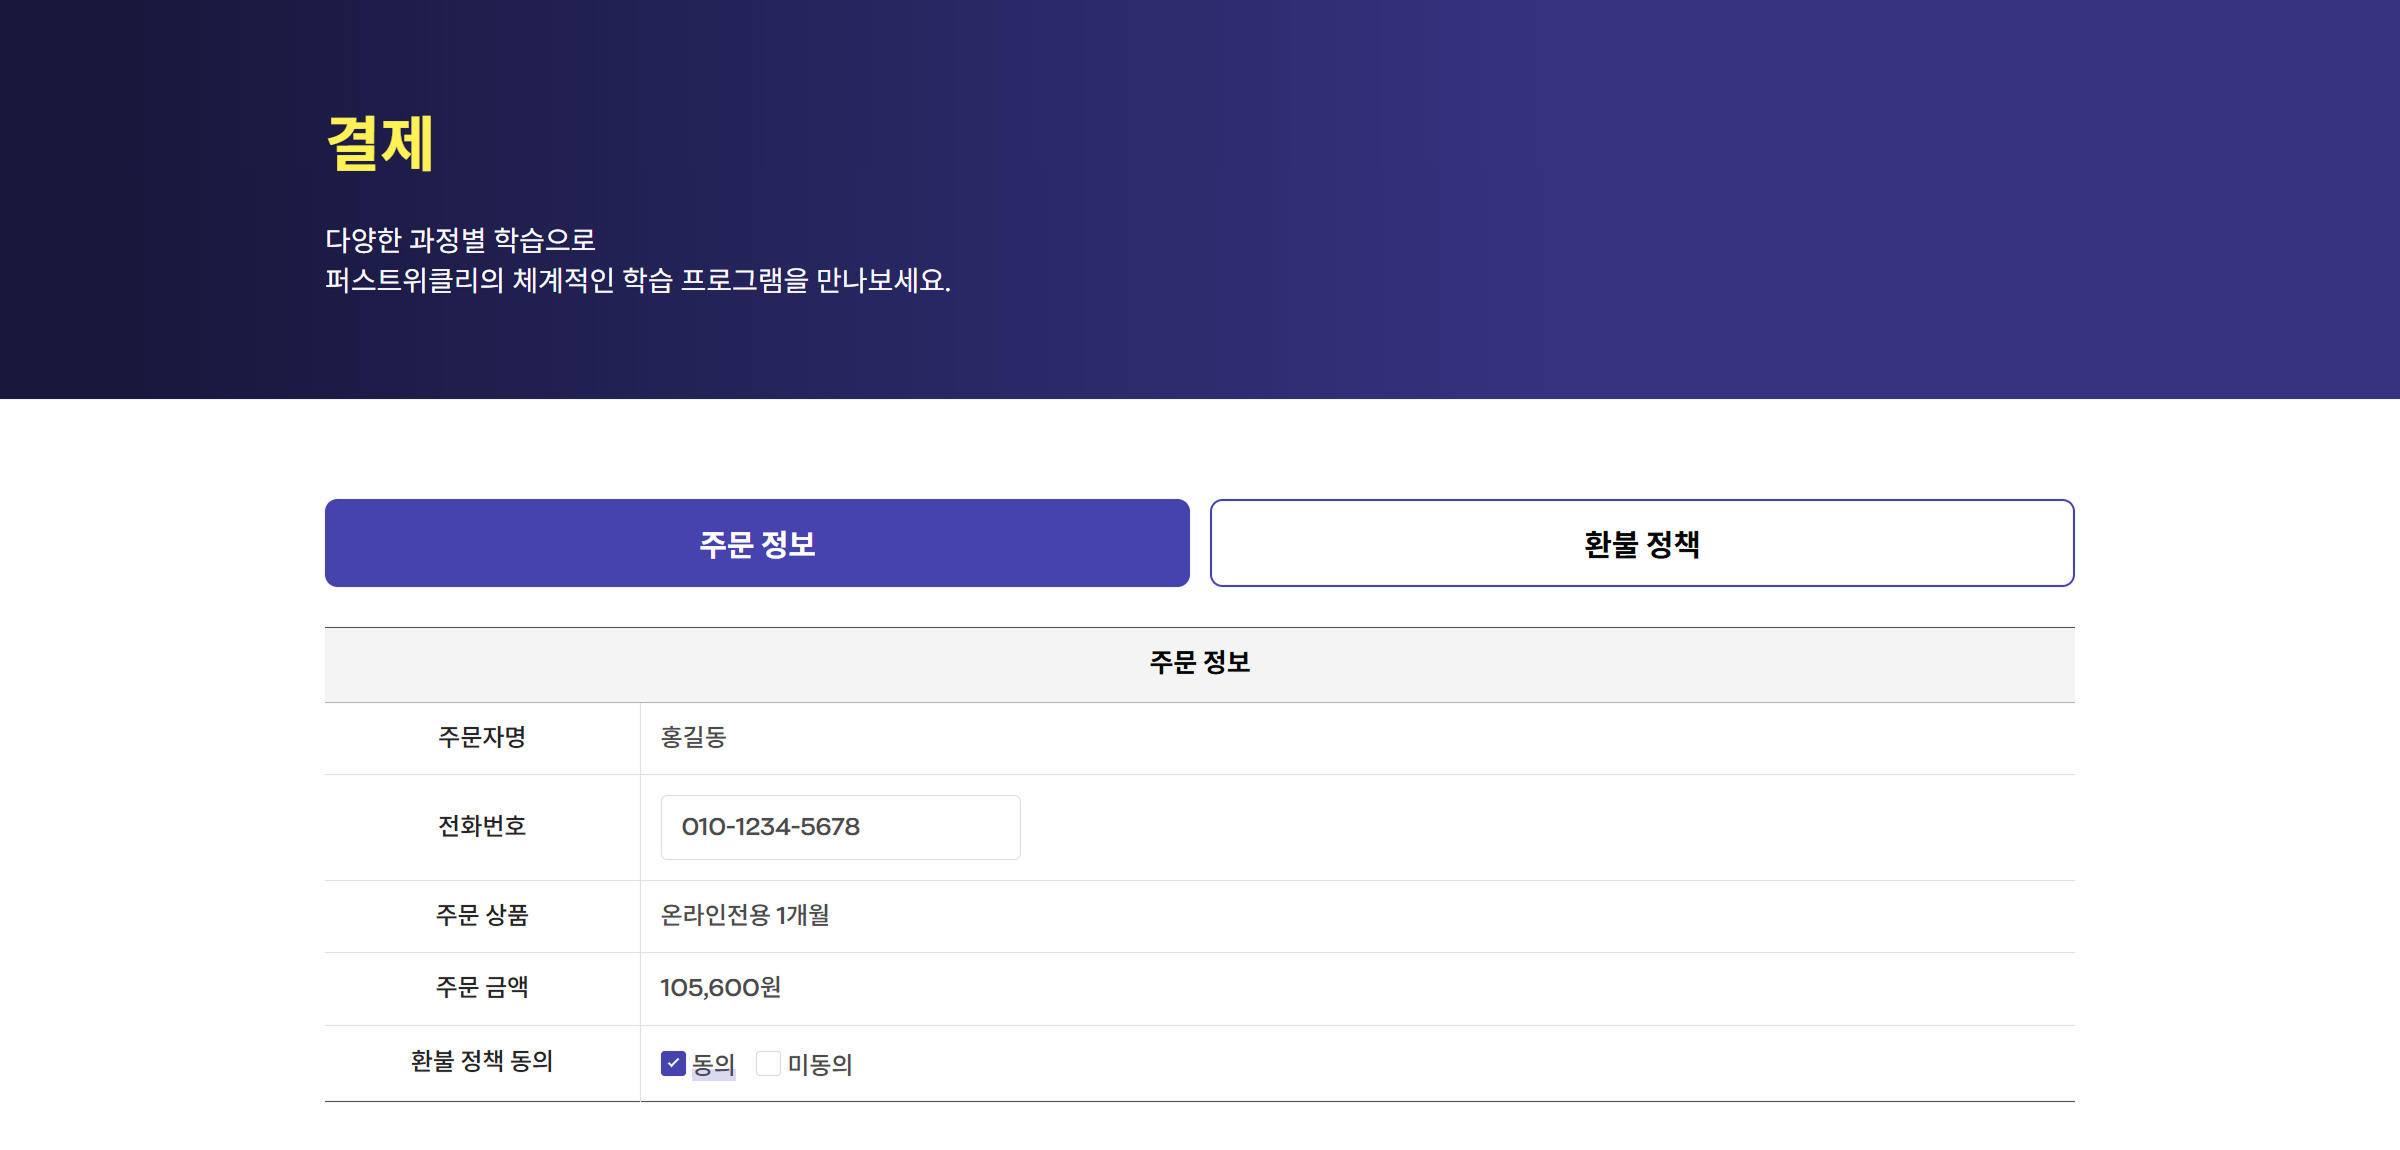 결제
다양한 과정별 학습으로
퍼스트위클리의 체계적인 학습 프로그램을 만나보세요.
주문 정보
환불 정책
주문 정보
주문자명
홍길동
전화번호
010-1234-5678
주문 상품
온라인전용 1개월
주문 금액
105,600원
환불 정책 동의
동의 미동의